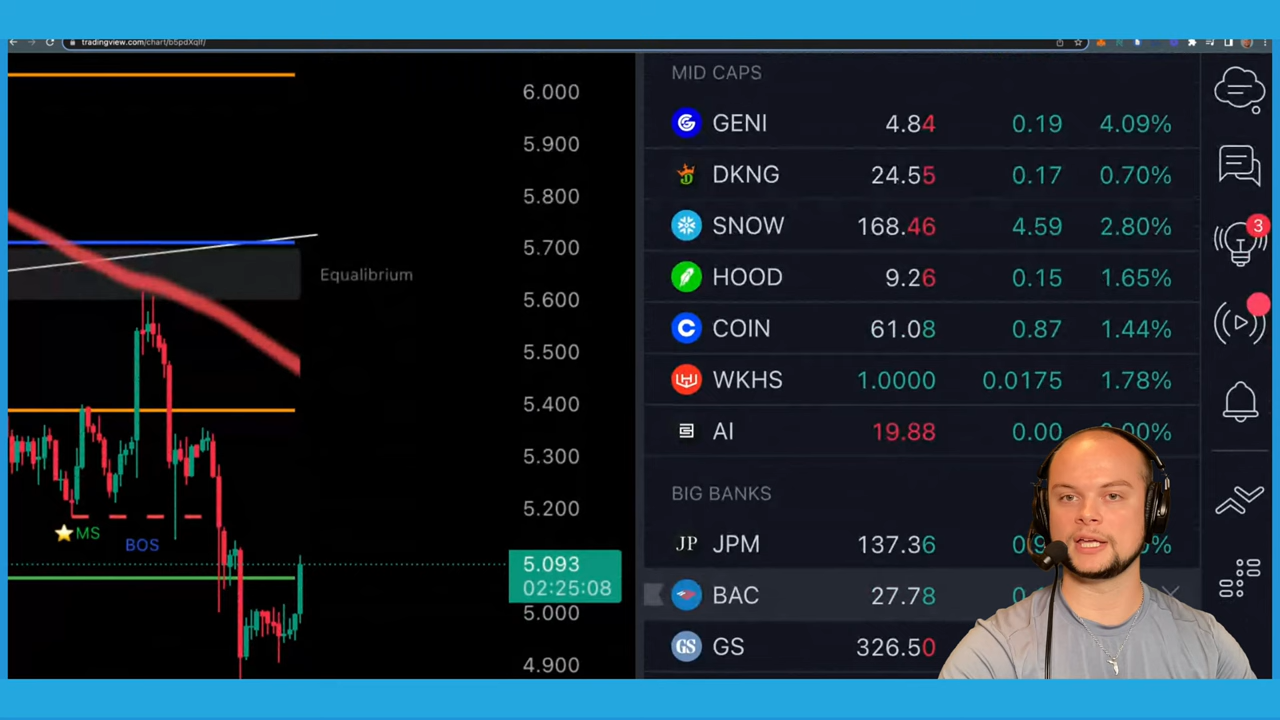 tradingview.com/chart/b5pdXqlf/
6.000
5.900
5.800
5.700
5.600
Equalibrium
5.500
5.400
5.300
5.200
MS
BOS
5.093
02:25:08
5.000
4.900
MID CAPS
GENI 4.84 0.19 4.09%
DKNG 24.55 0.17 0.70%
SNOW 168.46 4.59 2.80%
HOOD 9.26 0.15 1.65%
COIN 61.08 0.87 1.44%
WKHS 1.0000 0.0175 1.78%
AI 19.88 0.00
BIG BANKS
JP JPM 137.36
BAC 27.78
GS GS 326.50
3